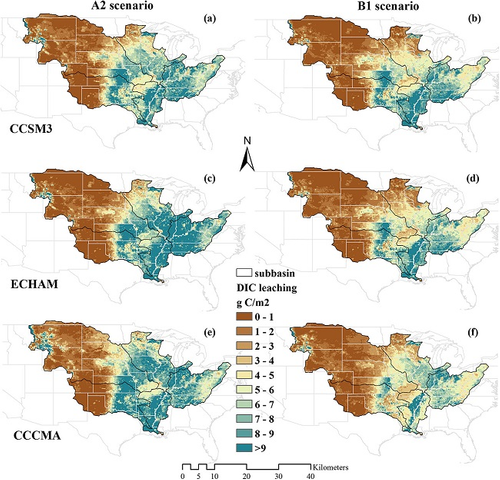 A2 scenario
B1 scenario
(a)
(b)
CCSM3
N
(c)
(d)
ECHAM
subbasin
DIC leaching
g C/m2
0 - 1
1 - 2
2 - 3
3 - 4
4 - 5
5 - 6
6 - 7
7 - 8
8 - 9
>9
(e)
(f)
CCCMA
Kilometers
0 5 10 20 30 40